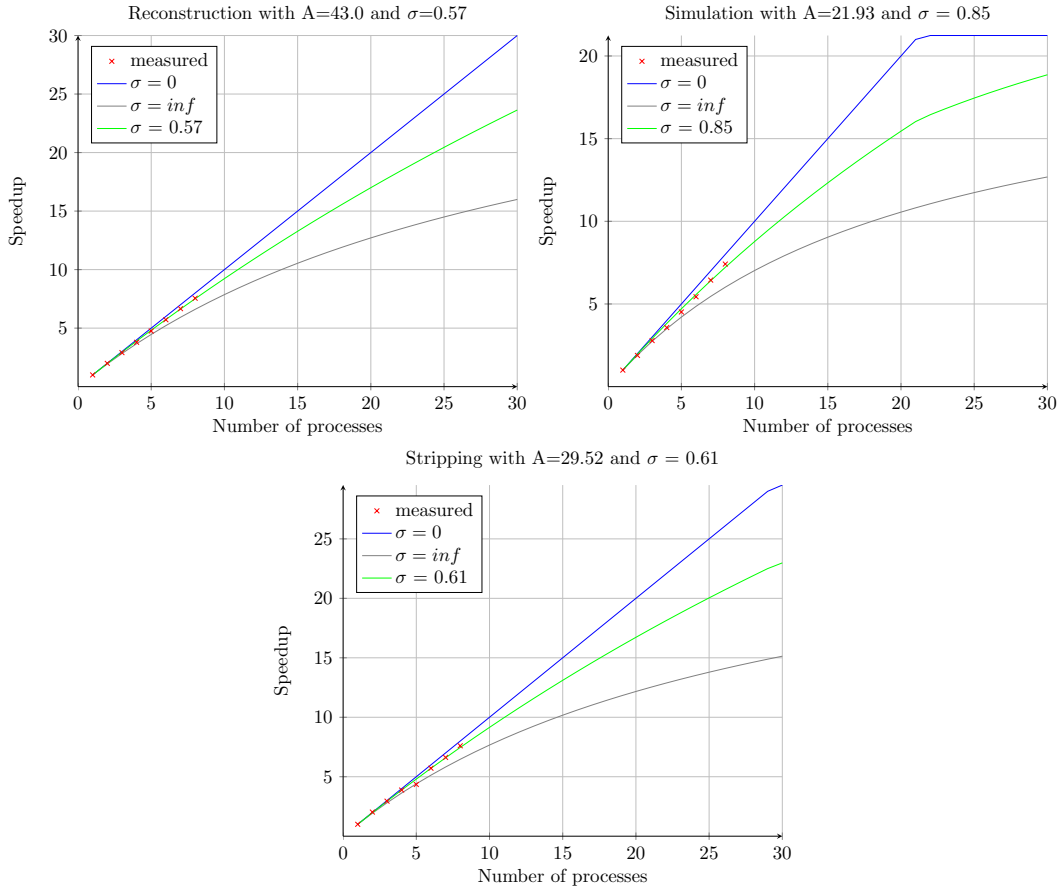 Reconstruction with A=43.0 and σ=0.57
30
25
20
15
10
5
0 5 10 15 20 25 30
Speedup
Number of processes
measured
σ = 0
σ = inf
σ = 0.57
Simulation with A=21.93 and σ = 0.85
20
15
10
5
0 5 10 15 20 25 30
Speedup
Number of processes
measured
σ = 0
σ = inf
σ = 0.85
Stripping with A=29.52 and σ = 0.61
25
20
15
10
5
0 5 10 15 20 25 30
Speedup
Number of processes
measured
σ = 0
σ = inf
σ = 0.61